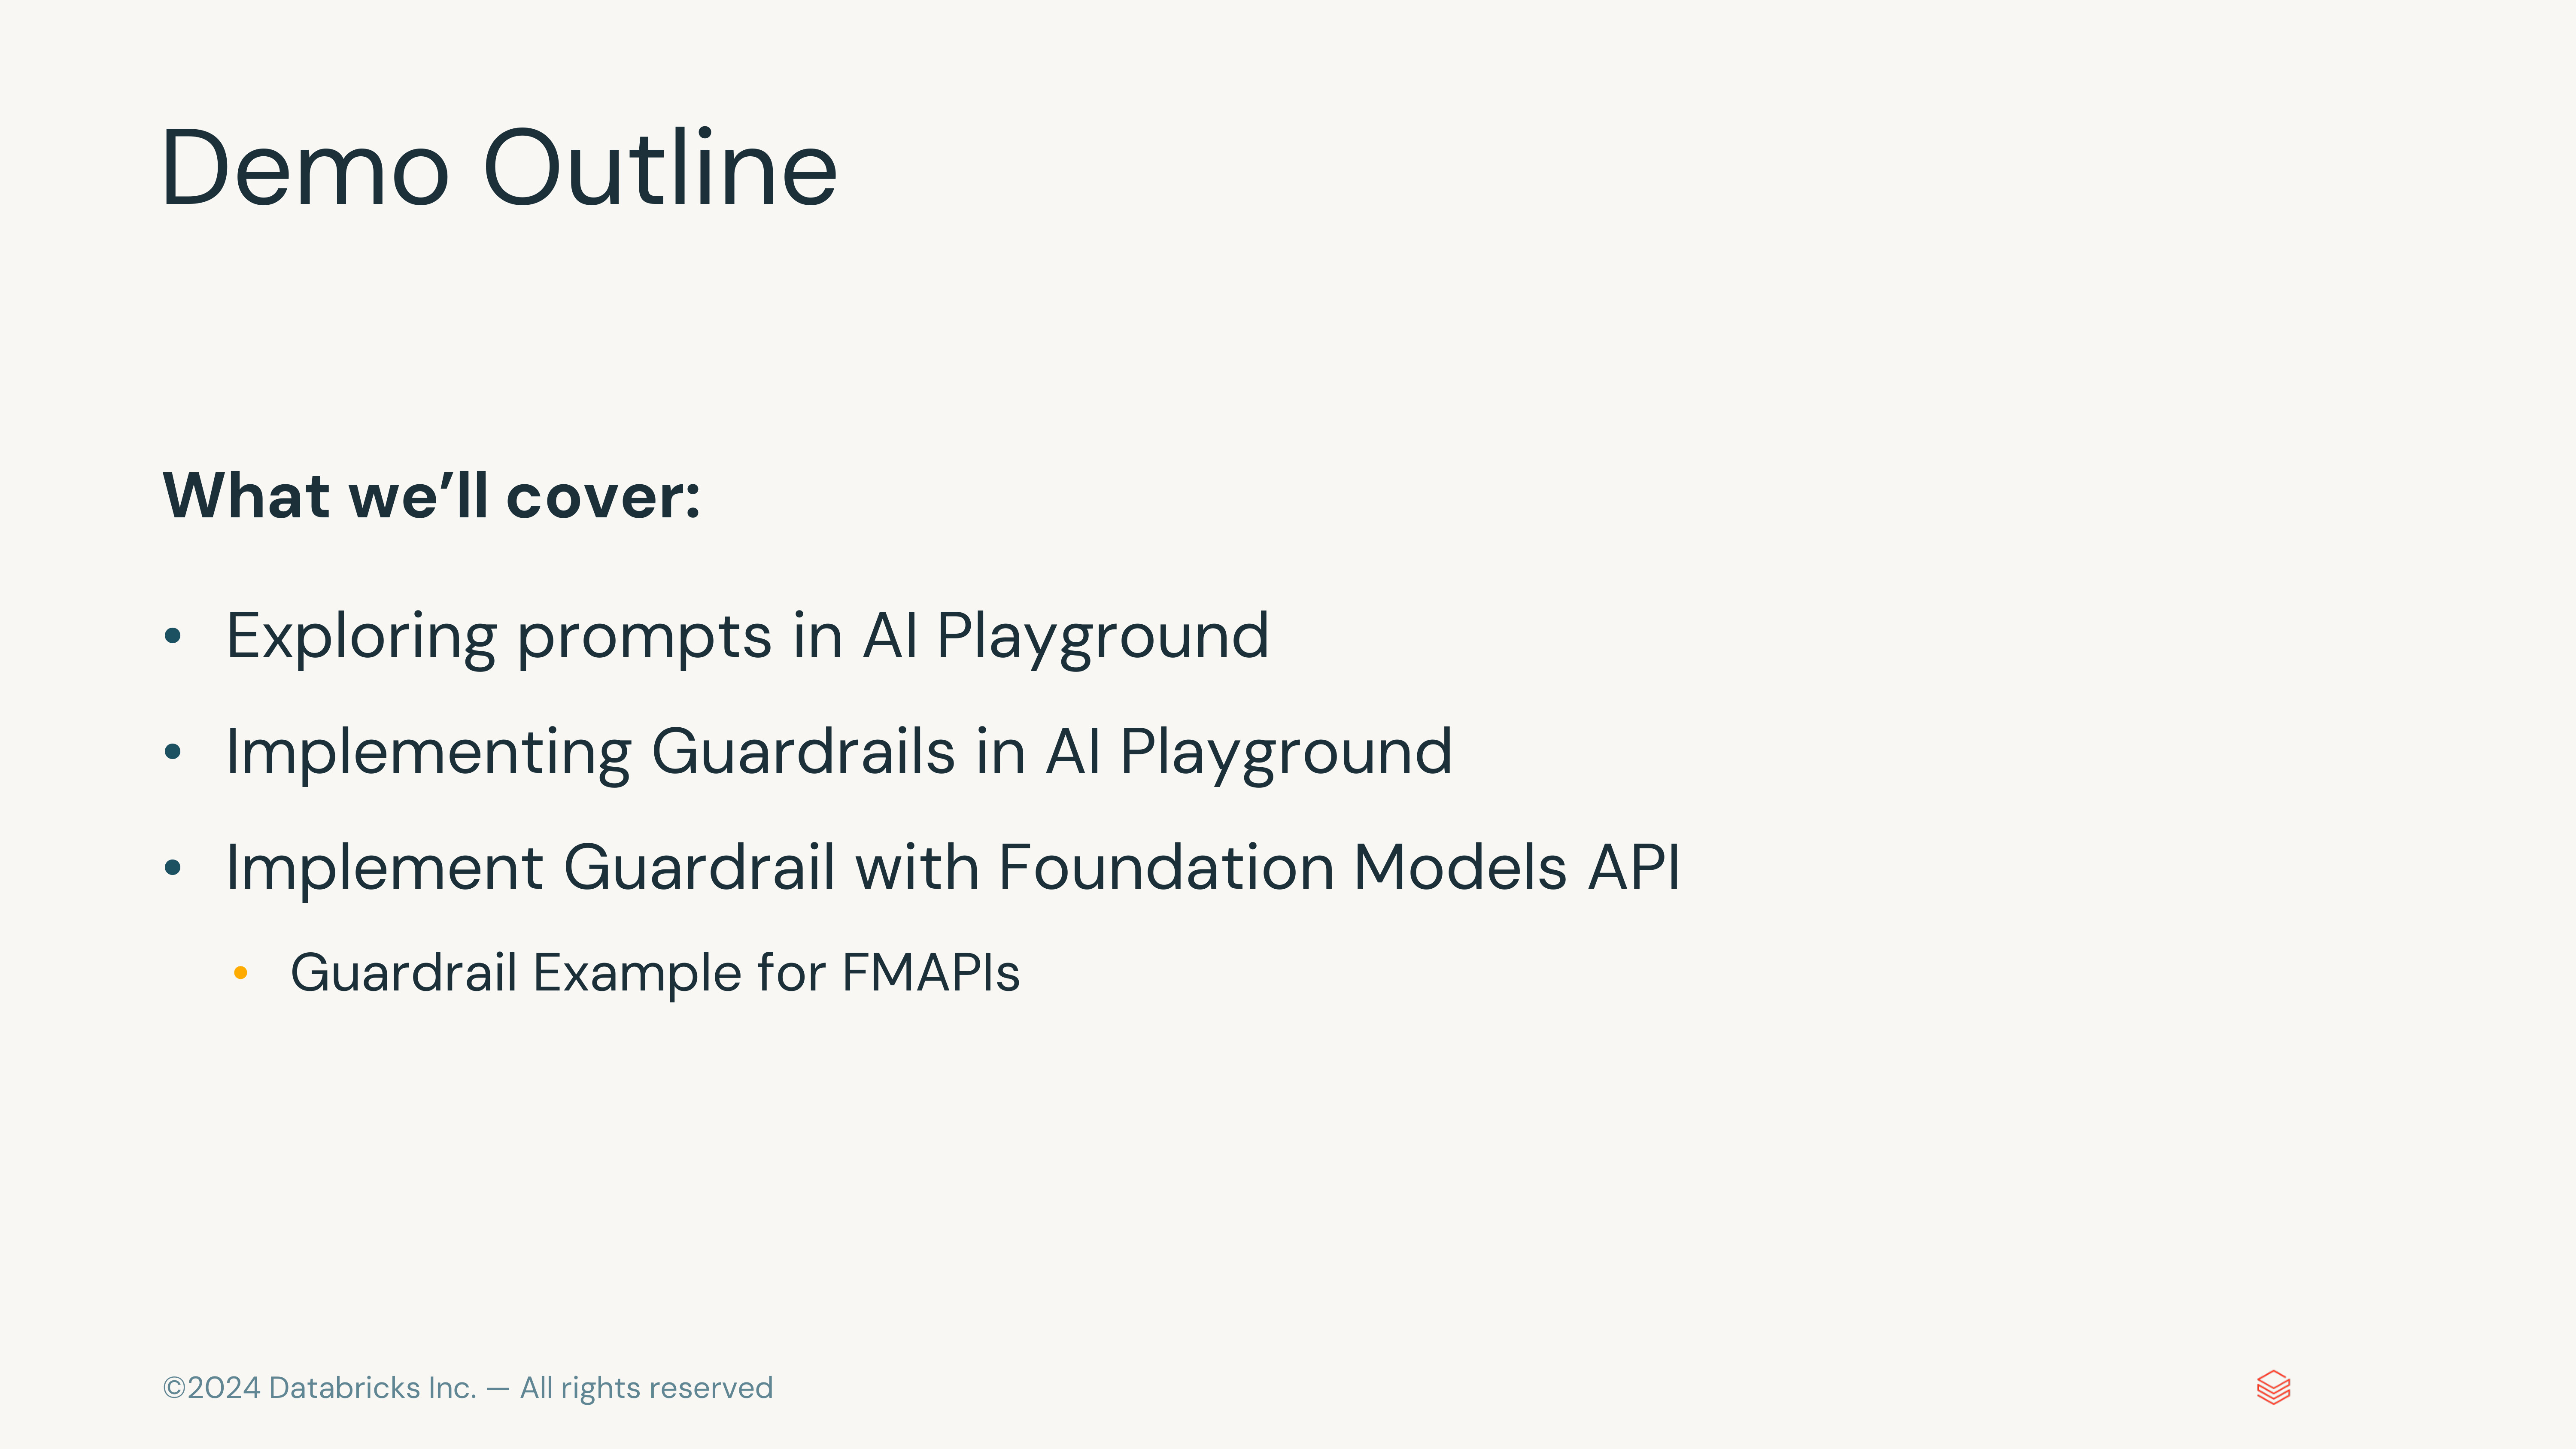 Demo Outline
What we’ll cover:
• Exploring prompts in AI Playground
• Implementing Guardrails in AI Playground
• Implement Guardrail with Foundation Models API
• Guardrail Example for FMAPIs
©2024 Databricks Inc. — All rights reserved